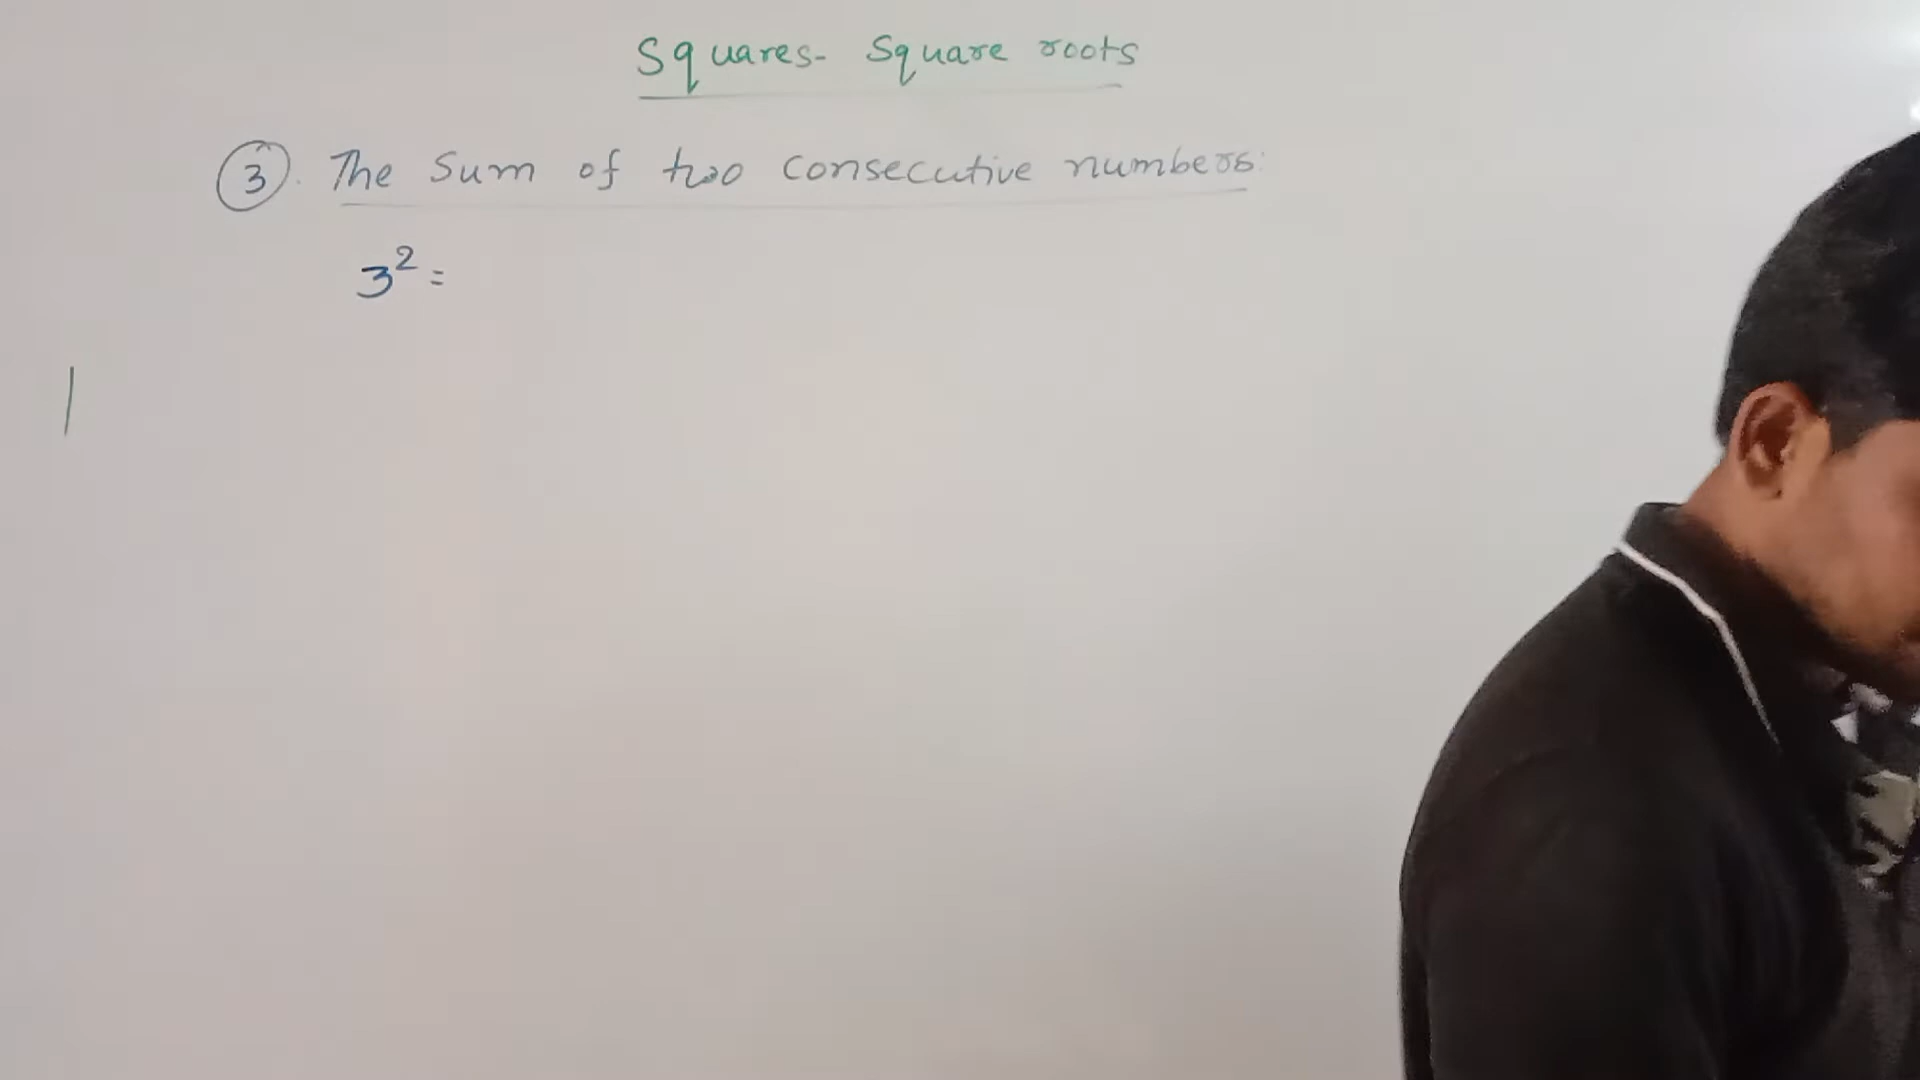 Squares- Square roots
3. The Sum of two consecutive numbers:
3² =